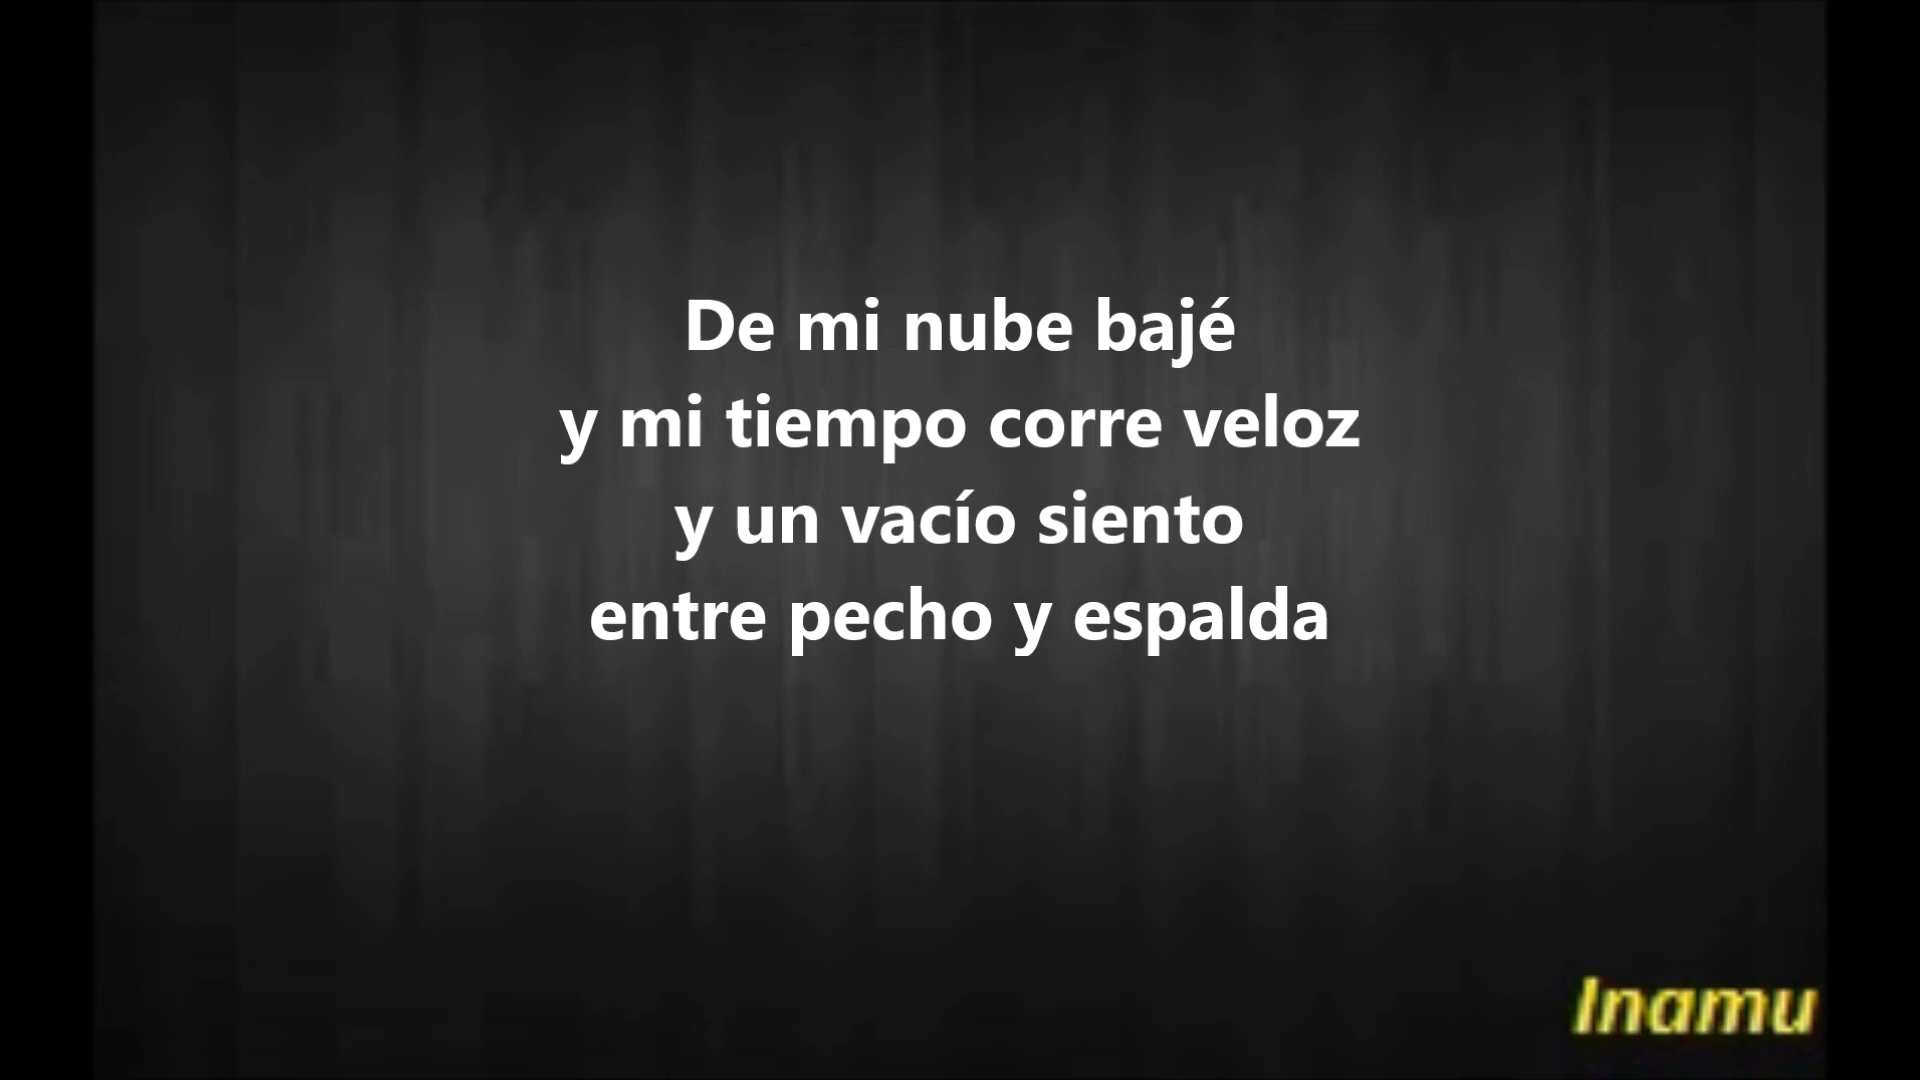 De mi nube bajé
y mi tiempo corre veloz
y un vacío siento
entre pecho y espalda
Inamu